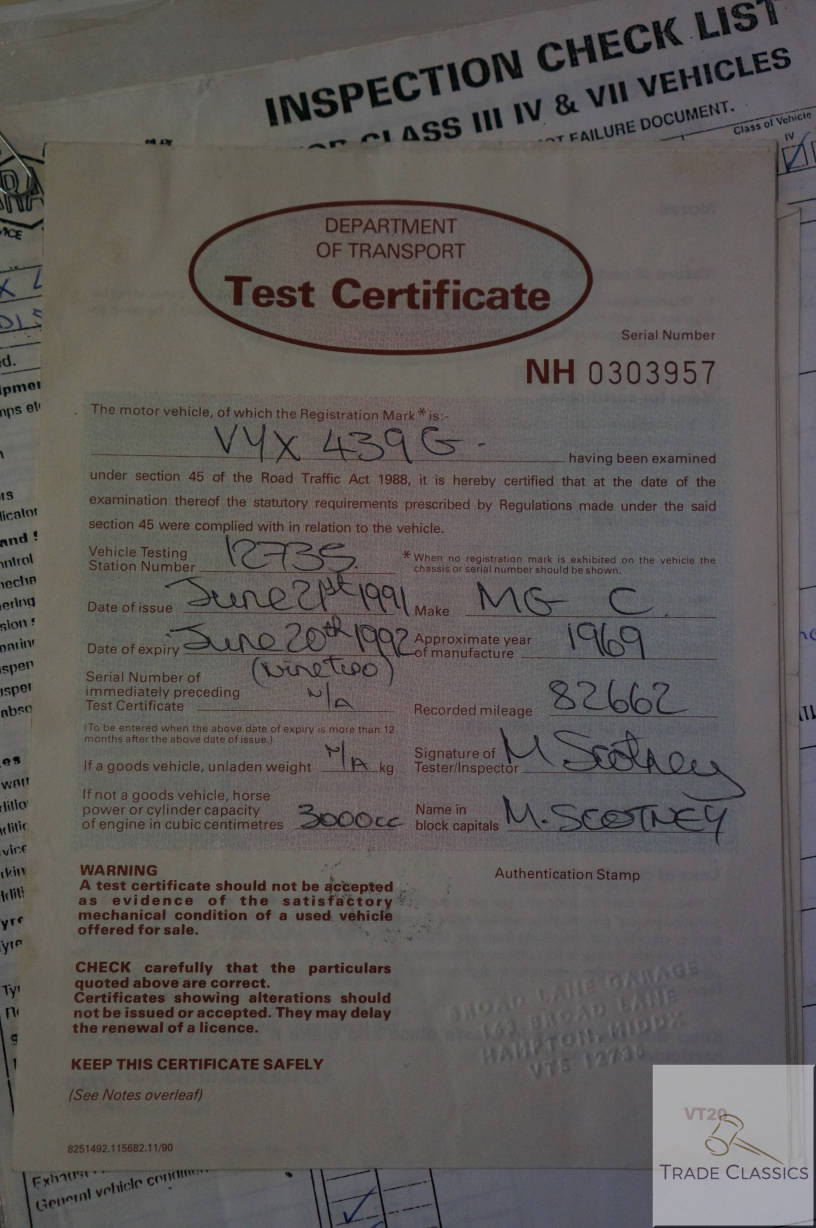 INSPECTION CHECK LIST
CLASS III IV & VII VEHICLES
FAILURE DOCUMENT.
Class of Vehicle
IV
DEPARTMENT
OF TRANSPORT
Test Certificate
Serial Number
NH 0303957
The motor vehicle, of which the Registration Mark * is:-
VYX 439G - having been examined
under section 45 of the Road Traffic Act 1988, it is hereby certified that at the date of the
examination thereof the statutory requirements prescribed by Regulations made under the said
section 45 were complied with in relation to the vehicle.
Vehicle Testing
Station Number 12735.
* When no registration mark is exhibited on the vehicle the
chassis or serial number should be shown.
Date of issue June 21st 1991 Make MG C
Date of expiry June 20th 1992 Approximate year
of manufacture 1969
(Ninetwo)
Serial Number of
immediately preceding
Test Certificate N/A
Recorded mileage 82662
(To be entered when the above date of expiry is more than 12
months after the above date of issue.)
If a goods vehicle, unladen weight N/A kg
Signature of
Tester/Inspector M Scotney
If not a goods vehicle, horse
power or cylinder capacity
of engine in cubic centimetres 3000cc
Name in
block capitals M. SCOTNEY
WARNING
A test certificate should not be accepted
as evidence of the satisfactory
mechanical condition of a used vehicle
offered for sale.
Authentication Stamp
CHECK carefully that the particulars
quoted above are correct.
Certificates showing alterations should
not be issued or accepted. They may delay
the renewal of a licence.
BROAD LANE GARAGE
BROAD LANE
HAMPTON, MIDDX
VTS 12735
KEEP THIS CERTIFICATE SAFELY
(See Notes overleaf)
VT20
TRADE CLASSICS
8251492.115682.11/90
Exhaust
General vehicle condition